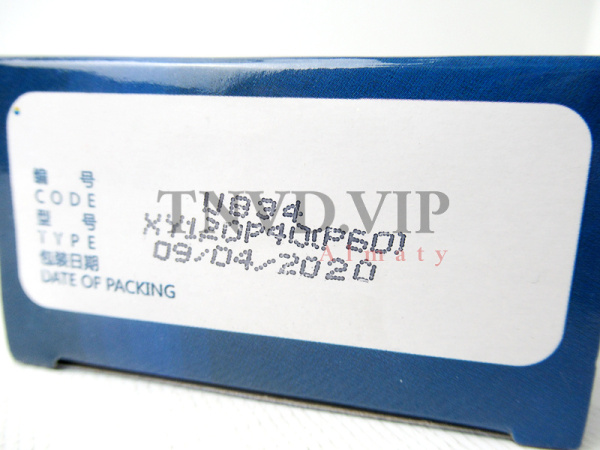 编 号
CODE
型 号
TYPE
包装日期 09/04/2020
DATE OF PACKING
TNVD.VIP
Almaty